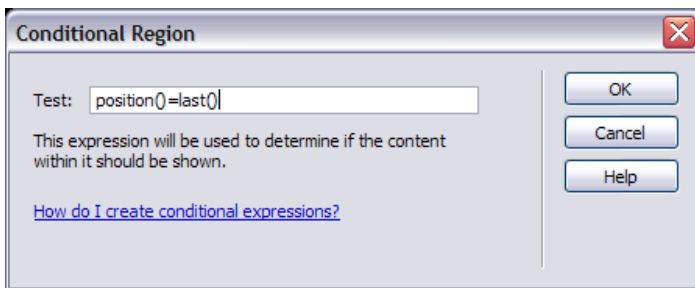 Conditional Region
Test: position()=last()
OK
This expression will be used to determine if the content
within it should be shown.
Cancel
Help
How do I create conditional expressions?